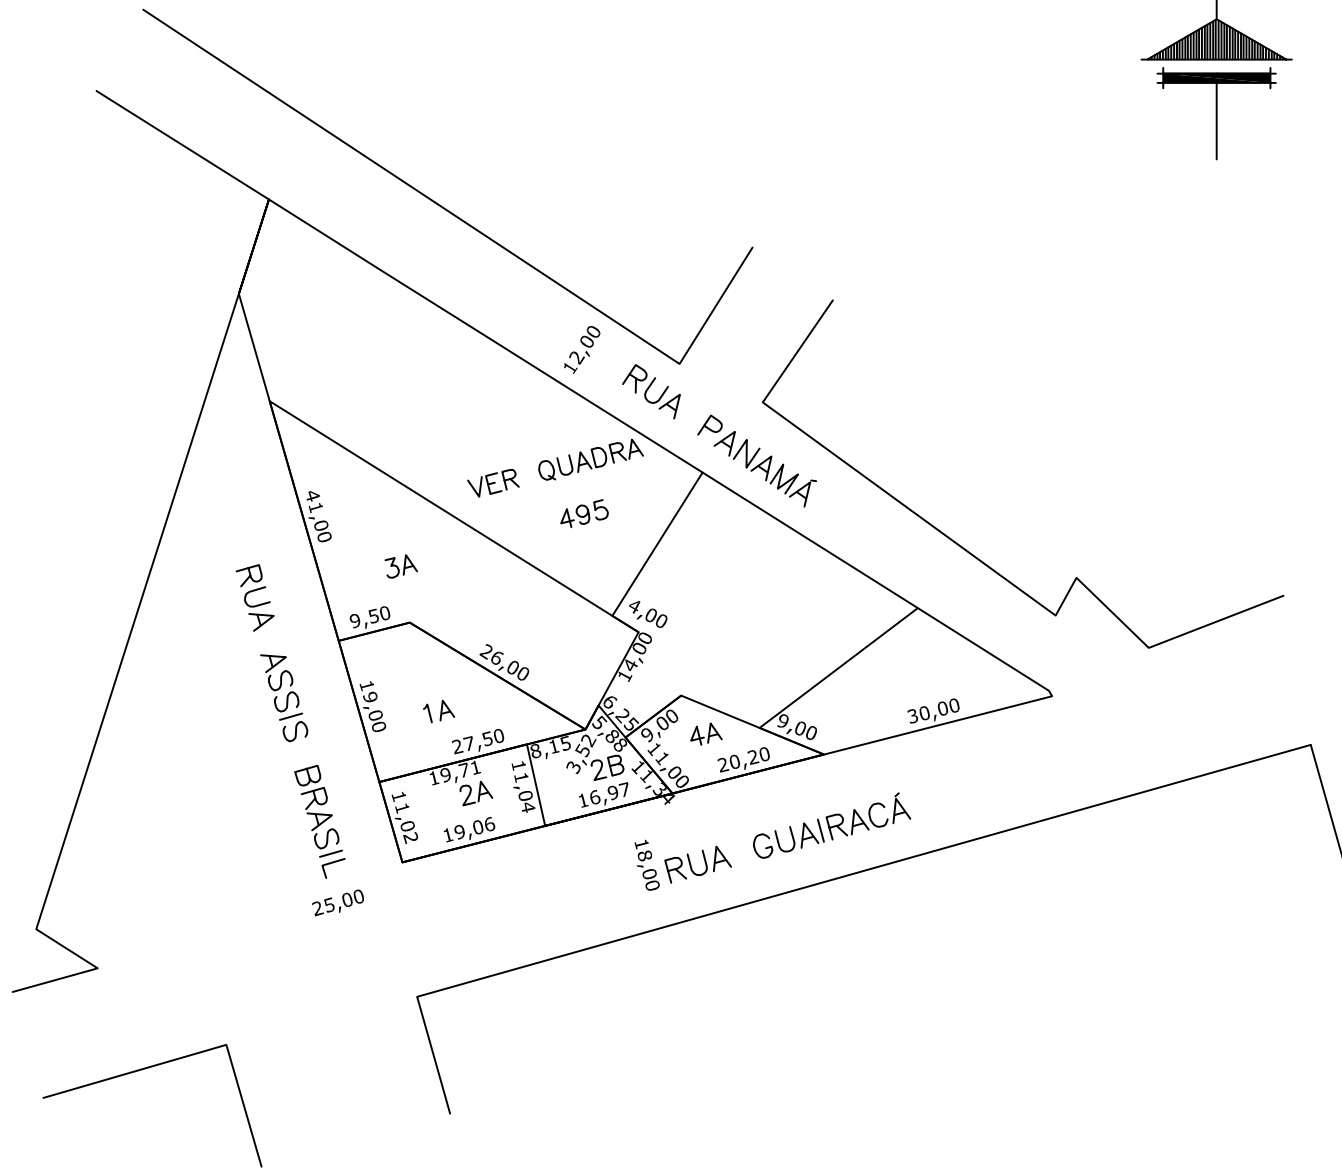 12,00
RUA PANAMÁ
VER QUADRA
495
41,00
3A
RUA ASSIS BRASIL
9,50
4,00
14,00
26,00
19,00
1A
27,50
6,25
5,88
9,00
4A
9,00
30,00
8,15
3,52
2B
11,00
11,34
20,20
19,71
2A
11,04
16,97
11,02
19,06
18,00
RUA GUAIRACÁ
25,00